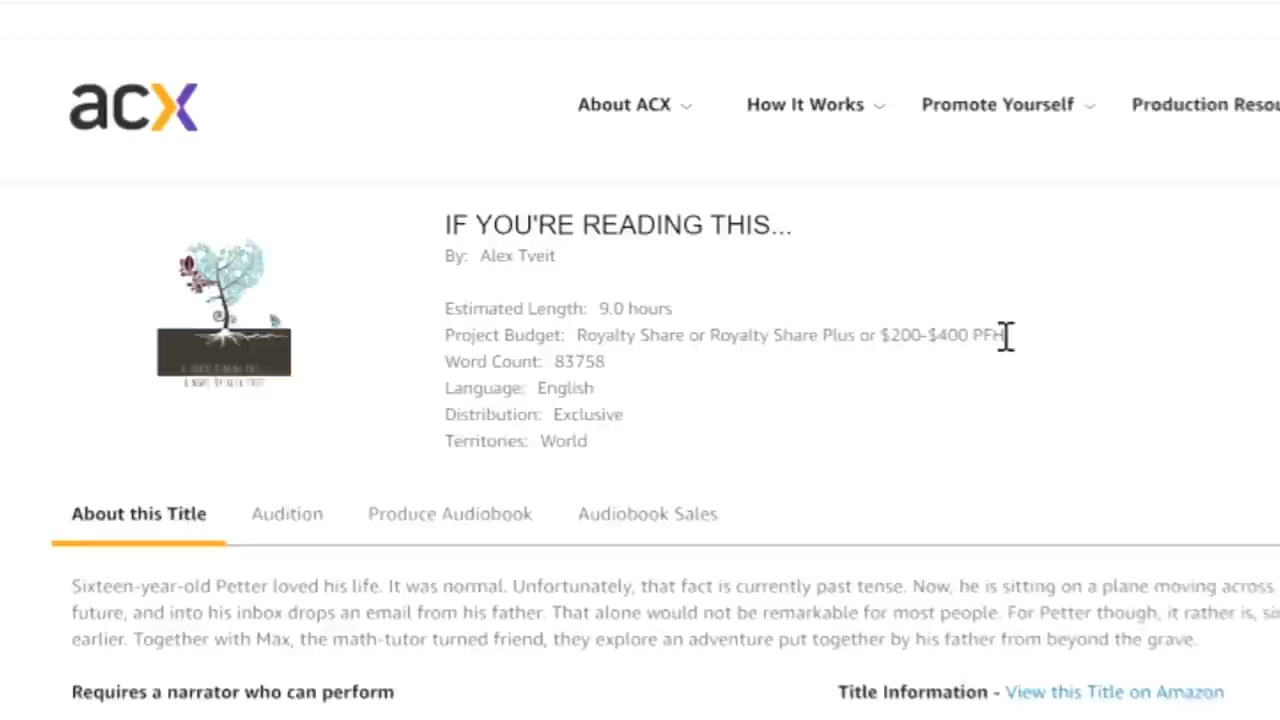 acx
About ACX
How It Works
Promote Yourself
Production Resou
IF YOU'RE READING THIS...
By: Alex Tveit
Estimated Length: 9.0 hours
Project Budget: Royalty Share or Royalty Share Plus or $200-$400 PFH
Word Count: 83758
Language: English
Distribution: Exclusive
Territories: World
About this Title
Audition
Produce Audiobook
Audiobook Sales
Sixteen-year-old Petter loved his life. It was normal. Unfortunately, that fact is currently past tense. Now, he is sitting on a plane moving across
future, and into his inbox drops an email from his father. That alone would not be remarkable for most people. For Petter though, it rather is,
earlier. Together with Max, the math-tutor turned friend, they explore an adventure put together by his father from beyond the grave.
Requires a narrator who can perform
Title Information - View this Title on Amazon